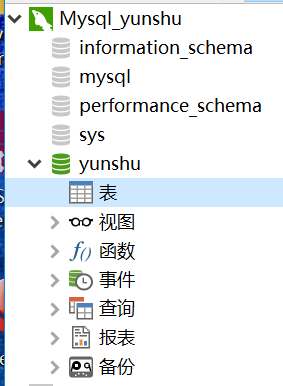 Mysql_yunshu
information_schema
mysql
performance_schema
sys
yunshu
表
视图
f() 函数
事件
查询
报表
备份